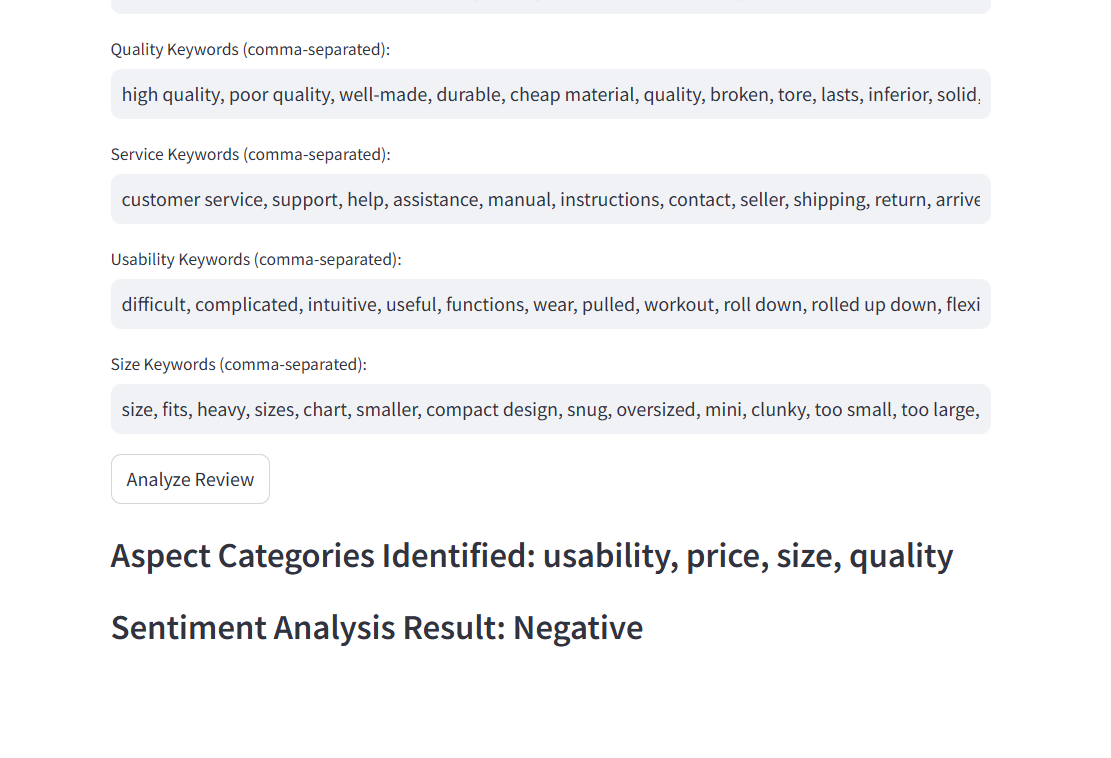 Quality Keywords (comma-separated):
high quality, poor quality, well-made, durable, cheap material, quality, broken, tore, lasts, inferior, solid,
Service Keywords (comma-separated):
customer service, support, help, assistance, manual, instructions, contact, seller, shipping, return, arrive
Usability Keywords (comma-separated):
difficult, complicated, intuitive, useful, functions, wear, pulled, workout, roll down, rolled up down, flexi
Size Keywords (comma-separated):
size, fits, heavy, sizes, chart, smaller, compact design, snug, oversized, mini, clunky, too small, too large,
Analyze Review
Aspect Categories Identified: usability, price, size, quality
Sentiment Analysis Result: Negative